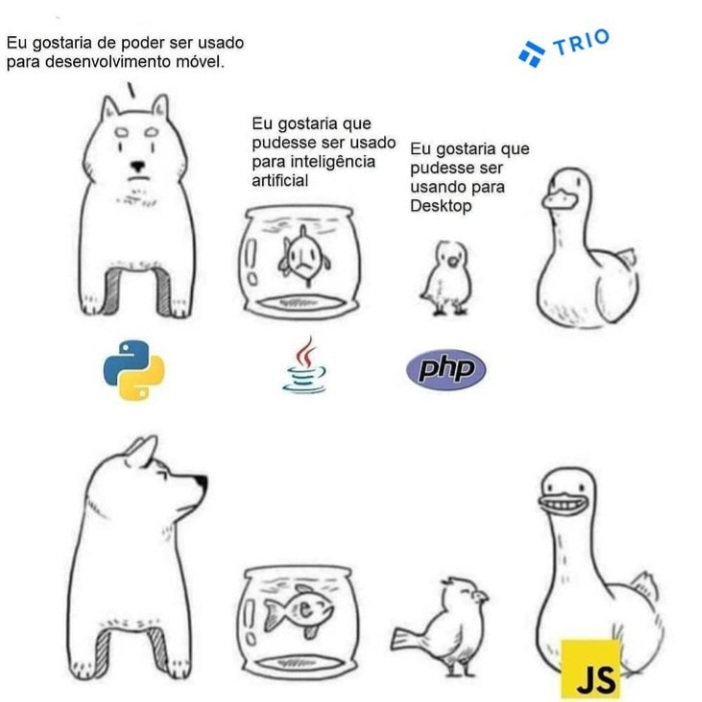 Eu gostaria de poder ser usado
para desenvolvimento móvel.
TRIO
Eu gostaria que
pudesse ser usado
para inteligência
artificial
Eu gostaria que
pudesse ser
usando para
Desktop
php
JS